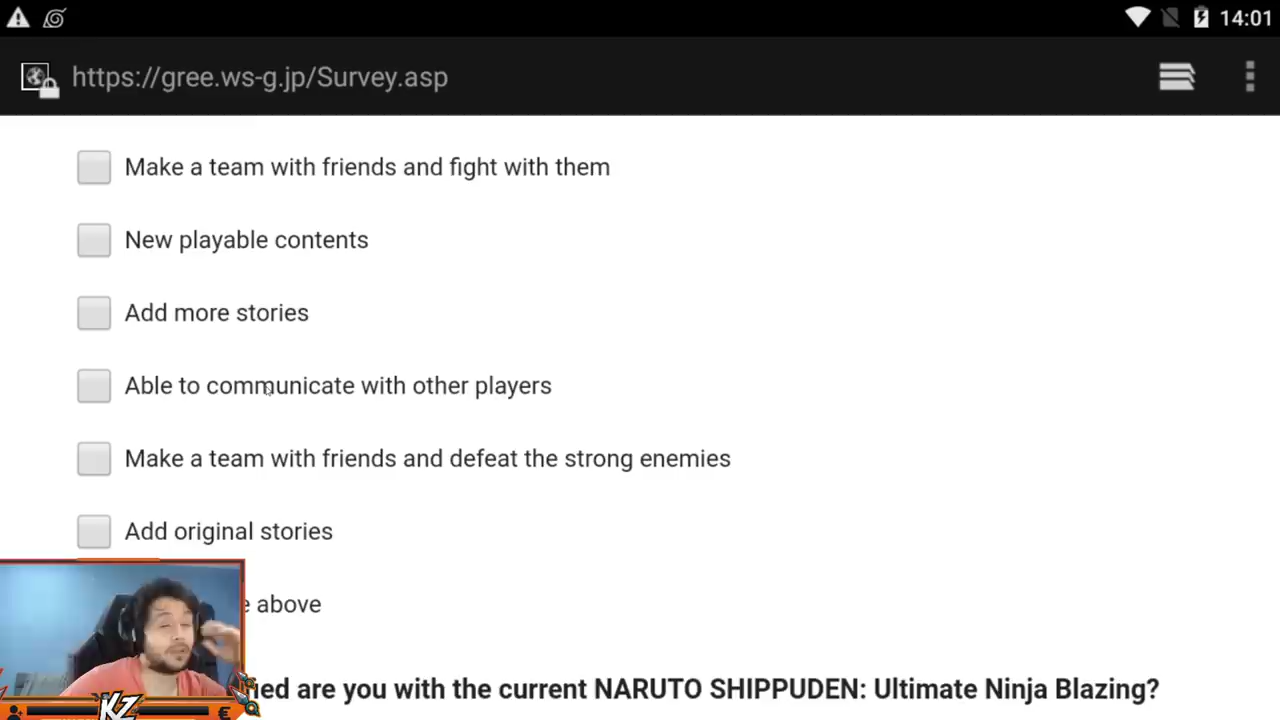 14:01
https://gree.ws-g.jp/Survey.asp
Make a team with friends and fight with them
New playable contents
Add more stories
Able to communicate with other players
Make a team with friends and defeat the strong enemies
Add original stories
above
are you with the current NARUTO SHIPPUDEN: Ultimate Ninja Blazing?
KZ
€